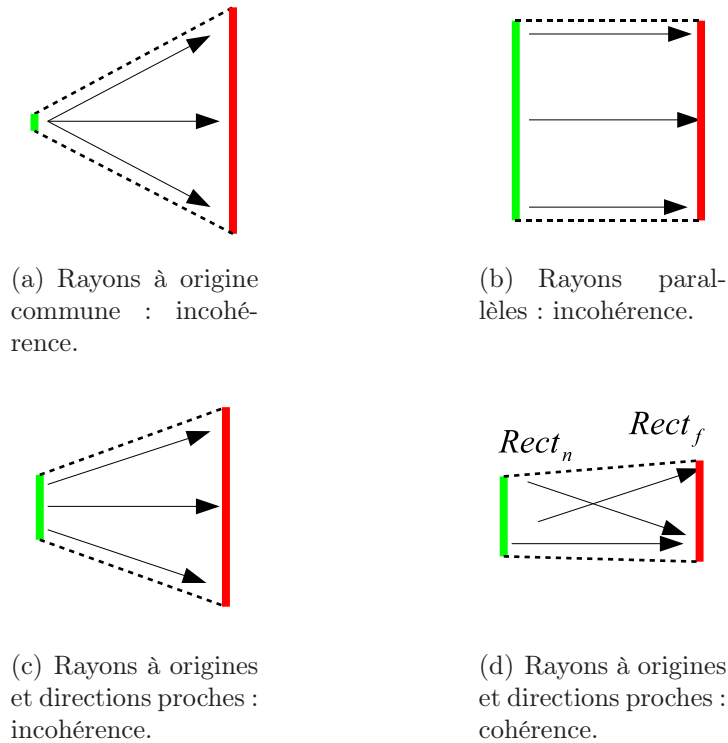 (a) Rayons à origine
commune : incohé-
rence.
(b) Rayons paral-
lèles : incohérence.
Rect_n
Rect_f
(c) Rayons à origines
et directions proches :
incohérence.
(d) Rayons à origines
et directions proches :
cohérence.